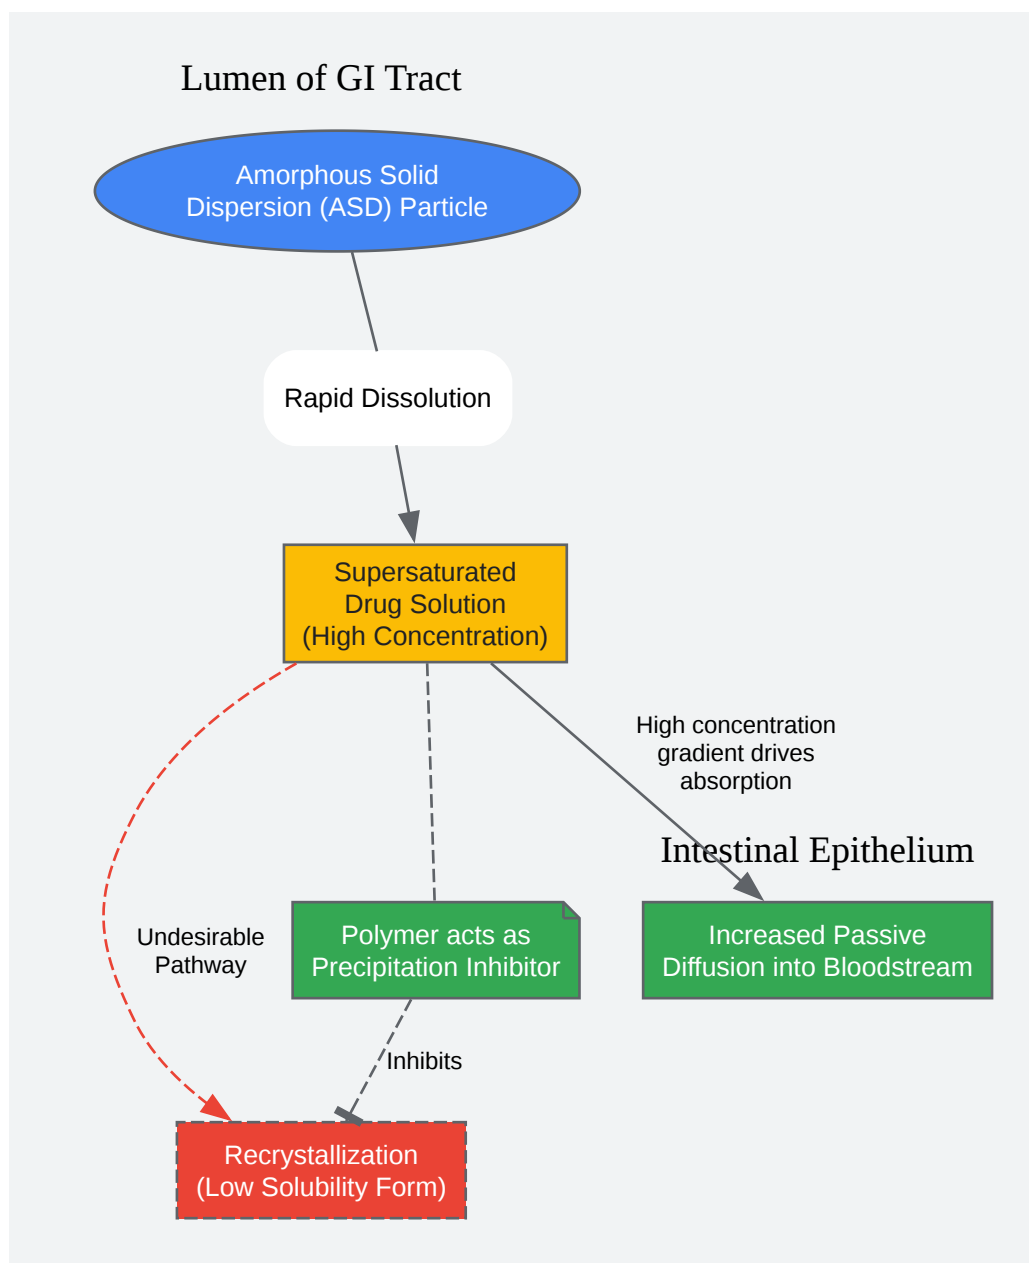 Lumen of GI Tract
Amorphous Solid
Dispersion (ASD) Particle
Rapid Dissolution
Supersaturated
Drug Solution
(High Concentration)
High concentration
gradient drives
absorption
Intestinal Epithelium
Undesirable
Pathway
Polymer acts as
Precipitation Inhibitor
Increased Passive
Diffusion into Bloodstream
Inhibits
Recrystallization
(Low Solubility Form)